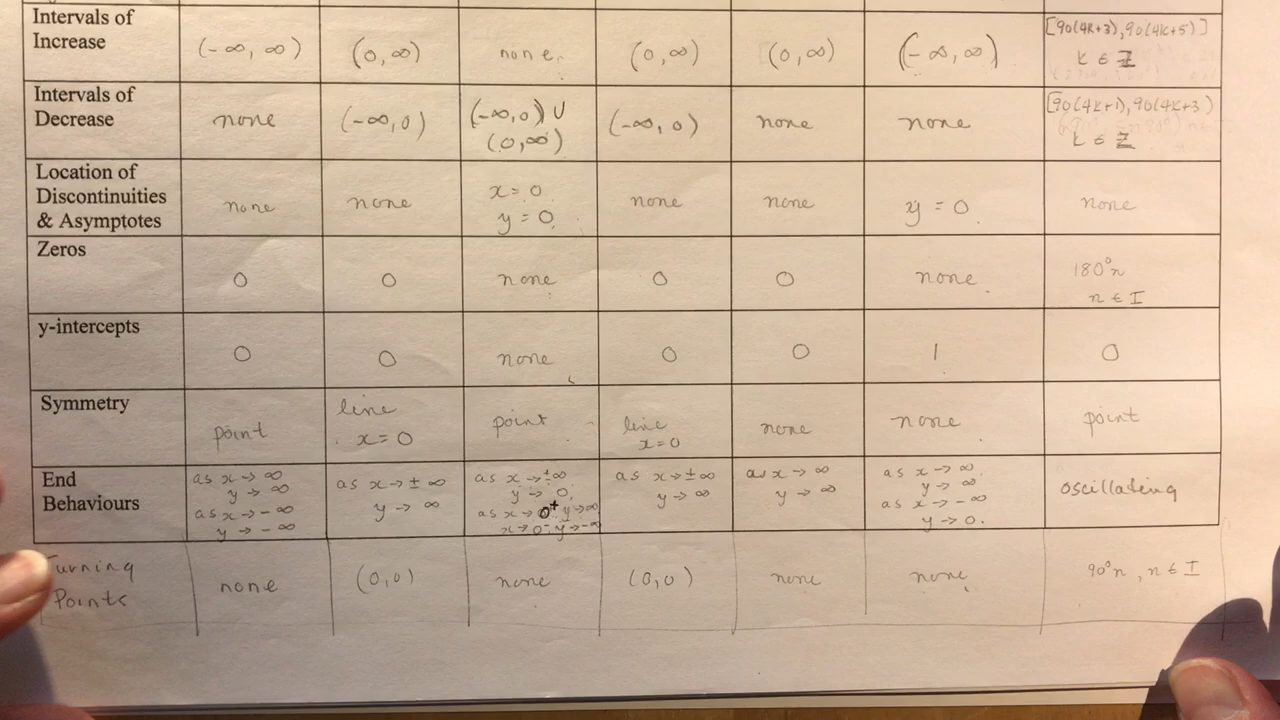 Intervals of
Increase
(-∞, ∞)
(0, ∞)
none
(0, ∞)
(0, ∞)
(-∞, ∞)
[90(4k+3), 90(4k+5)]
k ∈ Z
Intervals of
Decrease
none
(-∞, 0)
(-∞, 0) ∪
(0, ∞)
(-∞, 0)
none
none
[90(4k+1), 90(4k+3)
k ∈ Z
Location of
Discontinuities
& Asymptotes
none
none
x = 0
y = 0
none
none
y = 0
none
Zeros
0
0
none
0
0
none
180°n
n ∈ I
y-intercepts
0
0
none
0
0
1
0
Symmetry
point
line
x = 0
point
line
x = 0
none
none
point
End
Behaviours
as x → ∞
y → ∞
as x → -∞
y → -∞
as x → ± ∞
y → ∞
as x → ±∞
y → 0
as x → 0⁺ y → ∞
x → 0⁻ y → -∞
as x → ± ∞
y → ∞
as x → ∞
y → ∞
as x → ∞
y → ∞
as x → -∞
y → 0.
oscillating
Turning
Points
none
(0,0)
none
(0,0)
none
none
90°n, n ∈ I